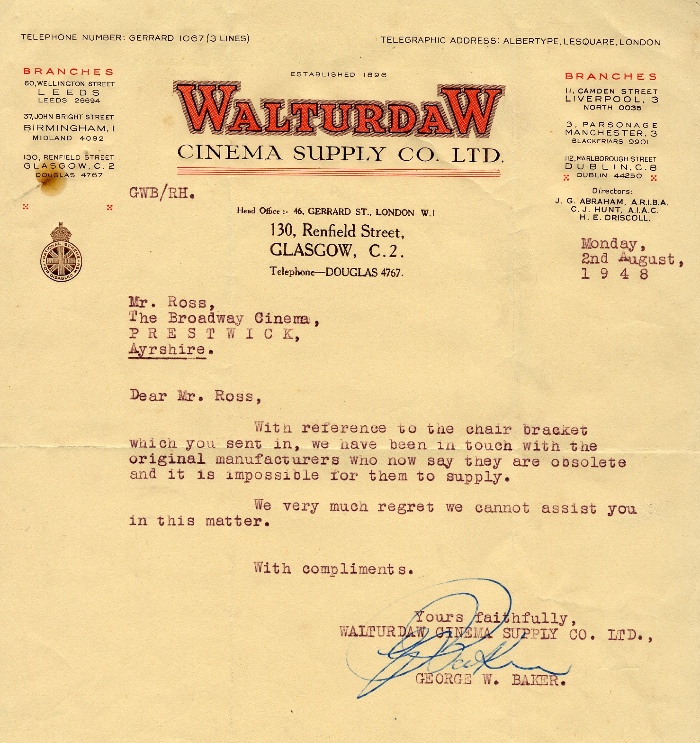 TELEPHONE NUMBER: GERRARD 1067 (3 LINES)
TELEGRAPHIC ADDRESS: ALBERTYPE, LESQUARE, LONDON
BRANCHES
60, WELLINGTON STREET
LEEDS
LEEDS 26694
37, JOHN BRIGHT STREET
BIRMINGHAM, 1
MIDLAND 4092
130, RENFIELD STREET
GLASGOW, C.2
DOUGLAS 4767
ESTABLISHED 1896
WALTURDAW
CINEMA SUPPLY CO. LTD.
BRANCHES
11, CAMDEN STREET
LIVERPOOL, 3
NORTH 0035
3, PARSONAGE
MANCHESTER, 3
BLACKFRIARS 9901
112, MARLBOROUGH STREET
DUBLIN, C.8
DUBLIN 44250
Directors:
J. G. ABRAHAM, A.R.I.B.A.
C. J. HUNT, A.I.A.C.
H. E. DRISCOLL.
GWB/RH.
Head Office :- 46, GERRARD ST., LONDON W.1
130, Renfield Street,
GLASGOW, C.2.
Telephone—DOUGLAS 4767.
Monday,
2nd August,
1 9 4 8
Mr. Ross,
The Broadway Cinema,
P R E S T W I C K,
Ayrshire.
Dear Mr. Ross,
With reference to the chair bracket
which you sent in, we have been in touch with the
original manufacturers who now say they are obsolete
and it is impossible for them to supply.
We very much regret we cannot assist you
in this matter.
With compliments.
Yours faithfully,
WALTURDAW CINEMA SUPPLY CO. LTD.,
GEORGE W. BAKER.